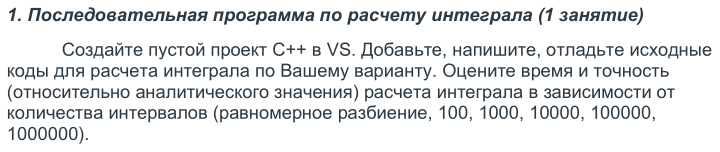 1. Последовательная программа по расчету интеграла (1 занятие)
Создайте пустой проект С++ в VS. Добавьте, напишите, отладьте исходные
коды для расчета интеграла по Вашему варианту. Оцените время и точность
(относительно аналитического значения) расчета интеграла в зависимости от
количества интервалов (равномерное разбиение, 100, 1000, 10000, 100000,
1000000).